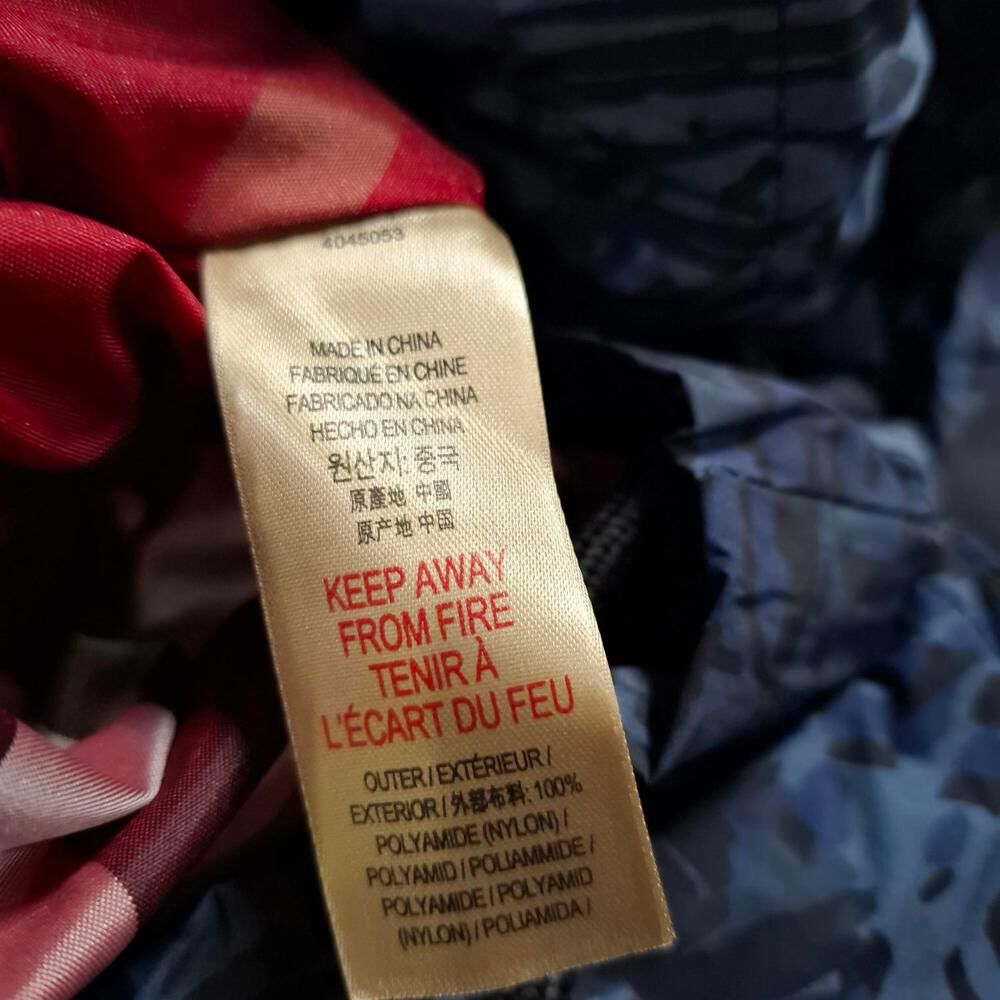 4045053
MADE IN CHINA
FABRIQUÉ EN CHINE
FABRICADO NA CHINA
HECHO EN CHINA
원산지: 중국
原產地 中國
原产地 中国
KEEP AWAY
FROM FIRE
TENIR À
L'ÉCART DU FEU
OUTER / EXTÉRIEUR /
EXTERIOR / 外部布料: 100%
POLYAMIDE (NYLON) /
POLYAMID / POLIAMMIDE /
POLYAMIDE / POLYAMID
(NYLON) / POLIAMIDA /